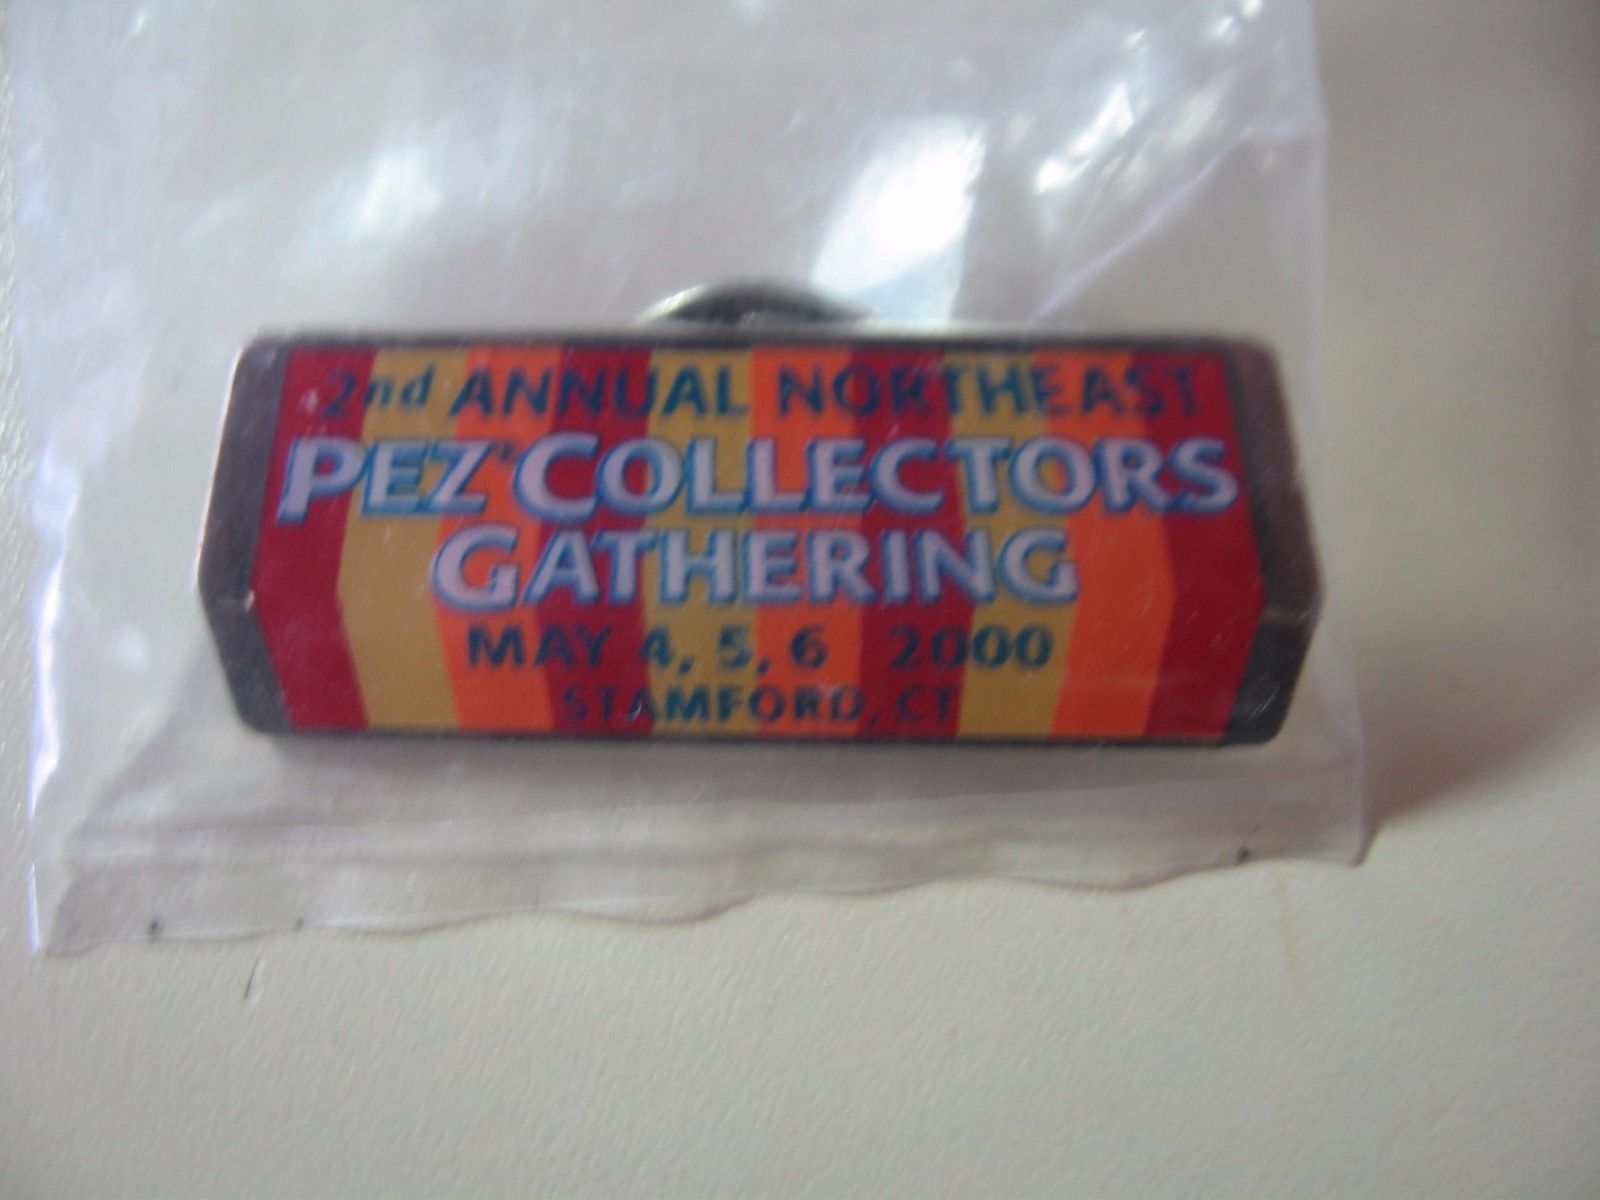 2nd ANNUAL NORTHEAST
PEZ® COLLECTORS
GATHERING
MAY 4, 5, 6 2000
STAMFORD, CT